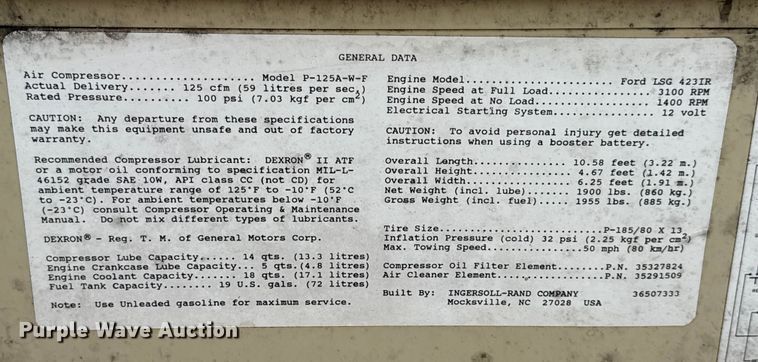 GENERAL DATA
Air Compressor................... Model P-125A-W-F
Actual Delivery....... 125 cfm (59 litres per sec.)
Rated Pressure....... 100 psi (7.03 kgf per cm²)
CAUTION: Any departure from these specifications
may make this equipment unsafe and out of factory
warranty.
Recommended Compressor Lubricant: DEXRON® II ATF
or a motor oil conforming to specification MIL-L-
46152 grade SAE 10W, API class CC (not CD) for
ambient temperature range of 125°F to -10°F (52°C
to -23°C). For ambient temperatures below -10°F
(-23°C) consult Compressor Operating & Maintenance
Manual. Do not mix different types of lubricants.
DEXRON® - Reg. T. M. of General Motors Corp.
Compressor Lube Capacity..... 14 qts. (13.3 litres)
Engine Crankcase Lube Capacity... 5 qts.(4.8 litres)
Engine Coolant Capacity..... 18 qts. (17.1 litres)
Fuel Tank Capacity....... 19 U.S. gals. (72 litres)
Note: Use Unleaded gasoline for maximum service.
Engine Model...................... Ford LSG 423IR
Engine Speed at Full Load............... 3100 RPM
Engine Speed at No Load................. 1400 RPM
Electrical Starting System.............. 12 volt
CAUTION: To avoid personal injury get detailed
instructions when using a booster battery.
Overall Length............. 10.58 feet (3.22 m.)
Overall Height............. 4.67 feet (1.42 m.)
Overall Width.............. 6.25 feet (1.91 m.)
Net Weight (incl. lube)..... 1900 lbs. (860 kg.)
Gross Weight (incl. fuel)..... 1955 lbs. (885 kg.)
Tire Size........................... P-185/80 X 13
Inflation Pressure (cold) 32 psi (2.25 kgf per cm²)
Max. Towing Speed.............. 50 mph (80 km/hr)
Compressor Oil Filter Element...... P.N. 35327824
Air Cleaner Element................ P.N. 35291509
Built By: INGERSOLL-RAND COMPANY 36507333
Mocksville, NC 27028 USA
Purple Wave Auction